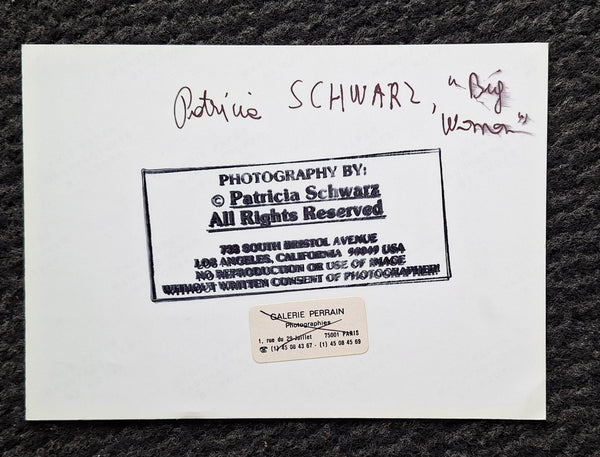 Patricia SCHWARZ, "Big
Woman"
PHOTOGRAPHY BY:
© Patricia Schwarz
All Rights Reserved
738 SOUTH BRISTOL AVENUE
LOS ANGELES, CALIFORNIA 90049 USA
NO REPRODUCTION OR USE OF IMAGE
WITHOUT WRITTEN CONSENT OF PHOTOGRAPHER!
GALERIE PERRAIN
Photographies
1, rue du 29 Juillet 75001 PARIS
☎ (1) 45 08 43 67 - (1) 45 08 45 69